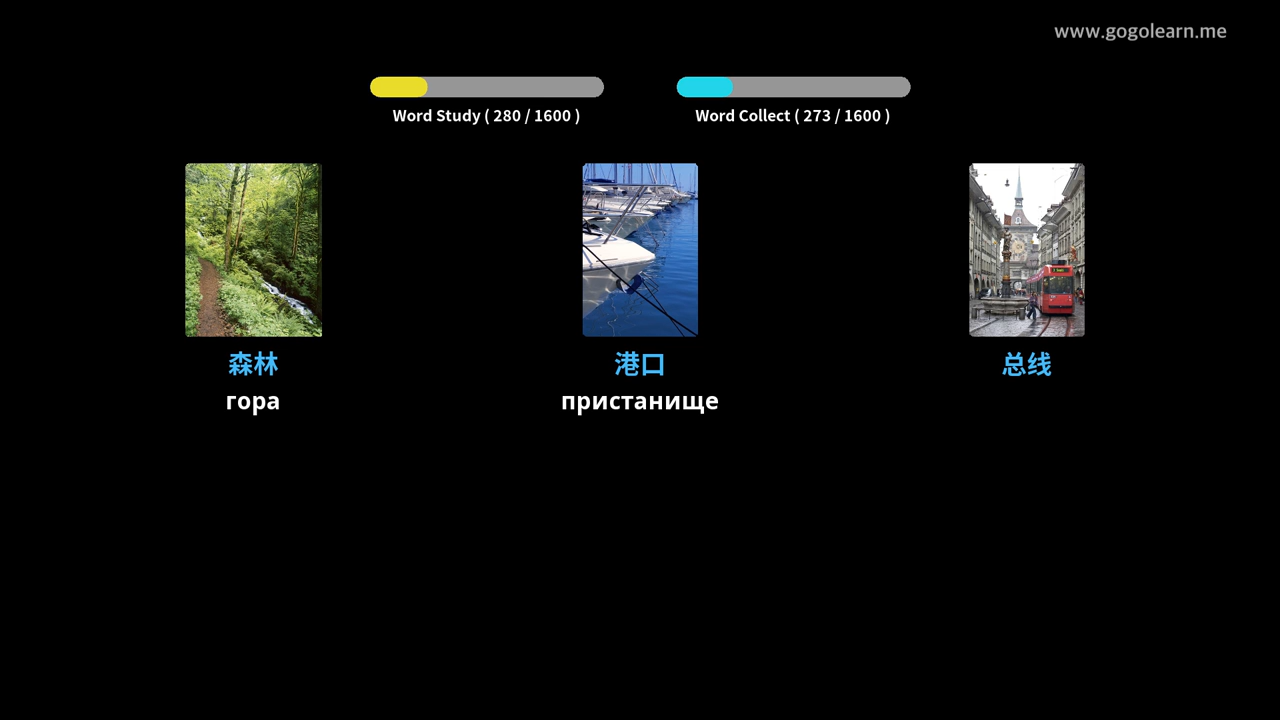 www.gogolearn.me
Word Study ( 280 / 1600 )
Word Collect ( 273 / 1600 )
森林
гора
港口
пристанище
总线